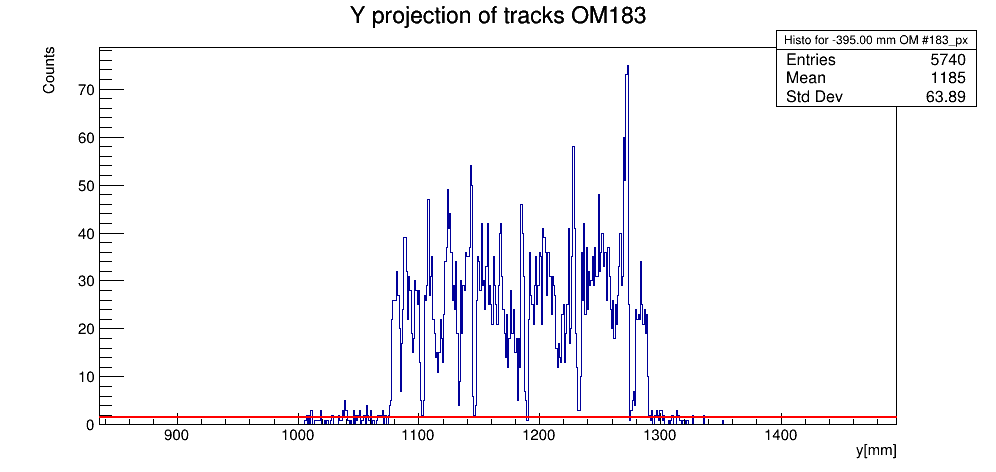 Y projection of tracks OM183
Histo for -395.00 mm OM #183_px
Entries 5740
Mean 1185
Std Dev 63.89
Counts
70
60
50
40
30
20
10
0
900 1000 1100 1200 1300 1400
y[mm]